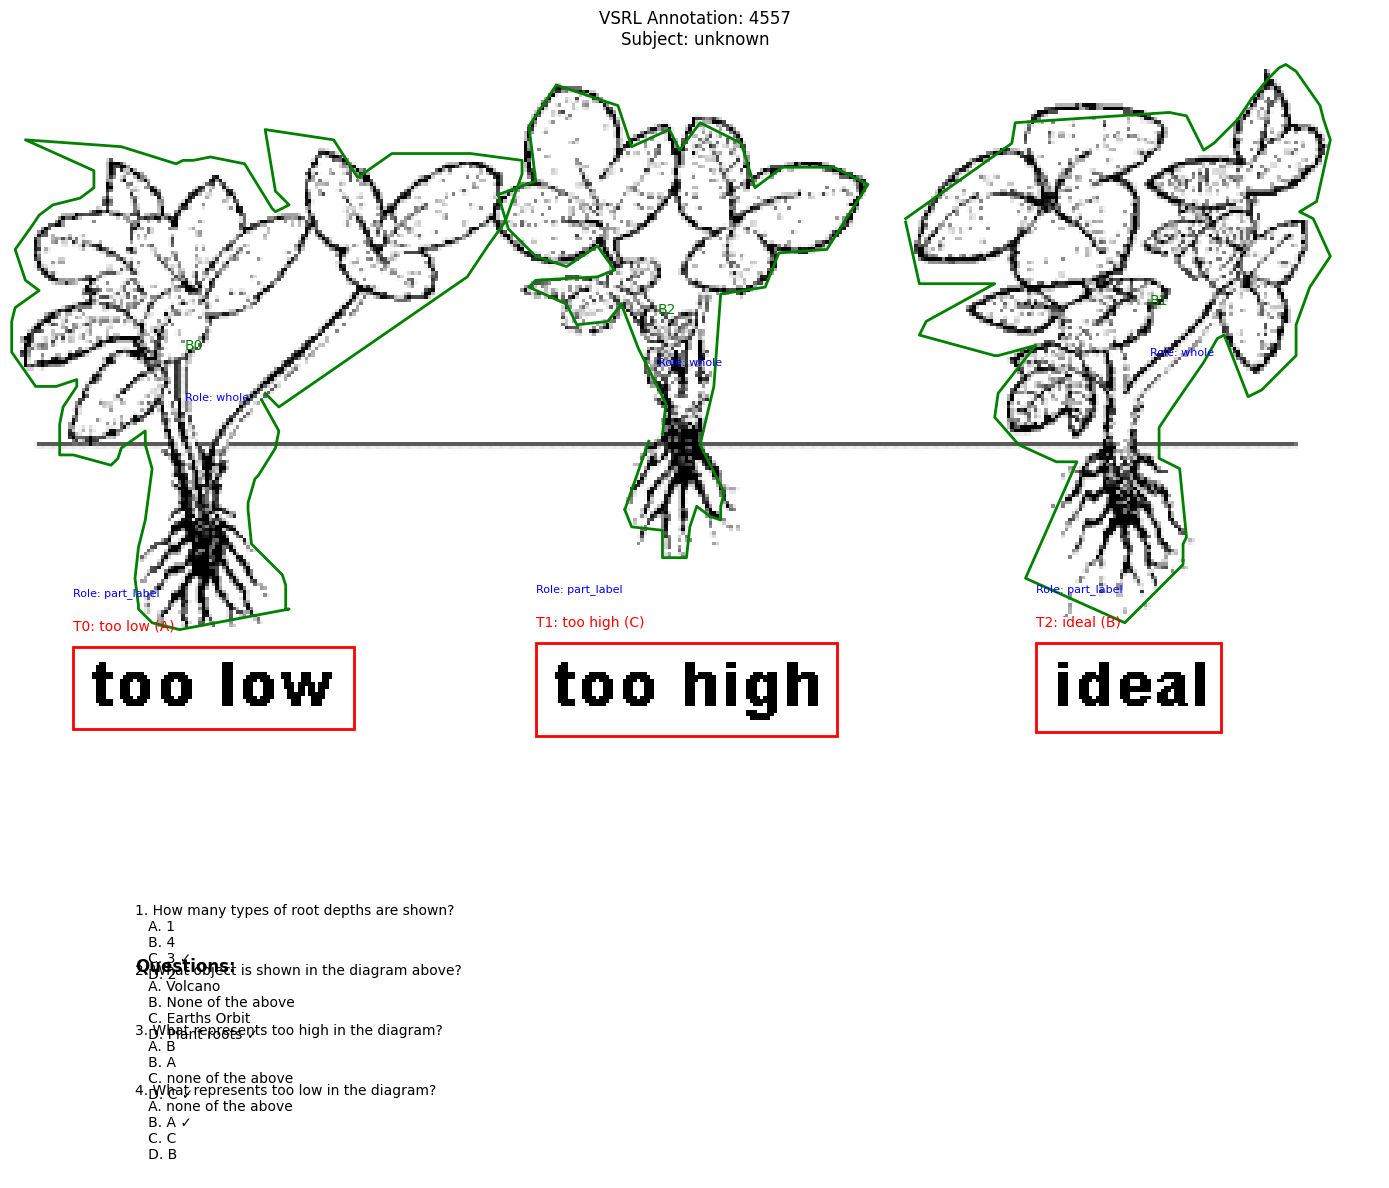 VSRL Annotation: 4557
Subject: unknown
B0
B2
B1
Role: whole
Role: whole
Role: whole
Role: part_label
Role: part_label
Role: part_label
T0: too low (A)
T1: too high (C)
T2: ideal (B)
too low
too high
ideal
1. How many types of root depths are shown?
A. 1
B. 4
C. 3 ✓
D. 2
Questions:
2. What object is shown in the diagram above?
A. Volcano
B. None of the above
C. Earths Orbit
D. Plant roots ✓
3. What represents too high in the diagram?
A. B
B. A
C. none of the above
D. C ✓
4. What represents too low in the diagram?
A. none of the above
B. A ✓
C. C
D. B